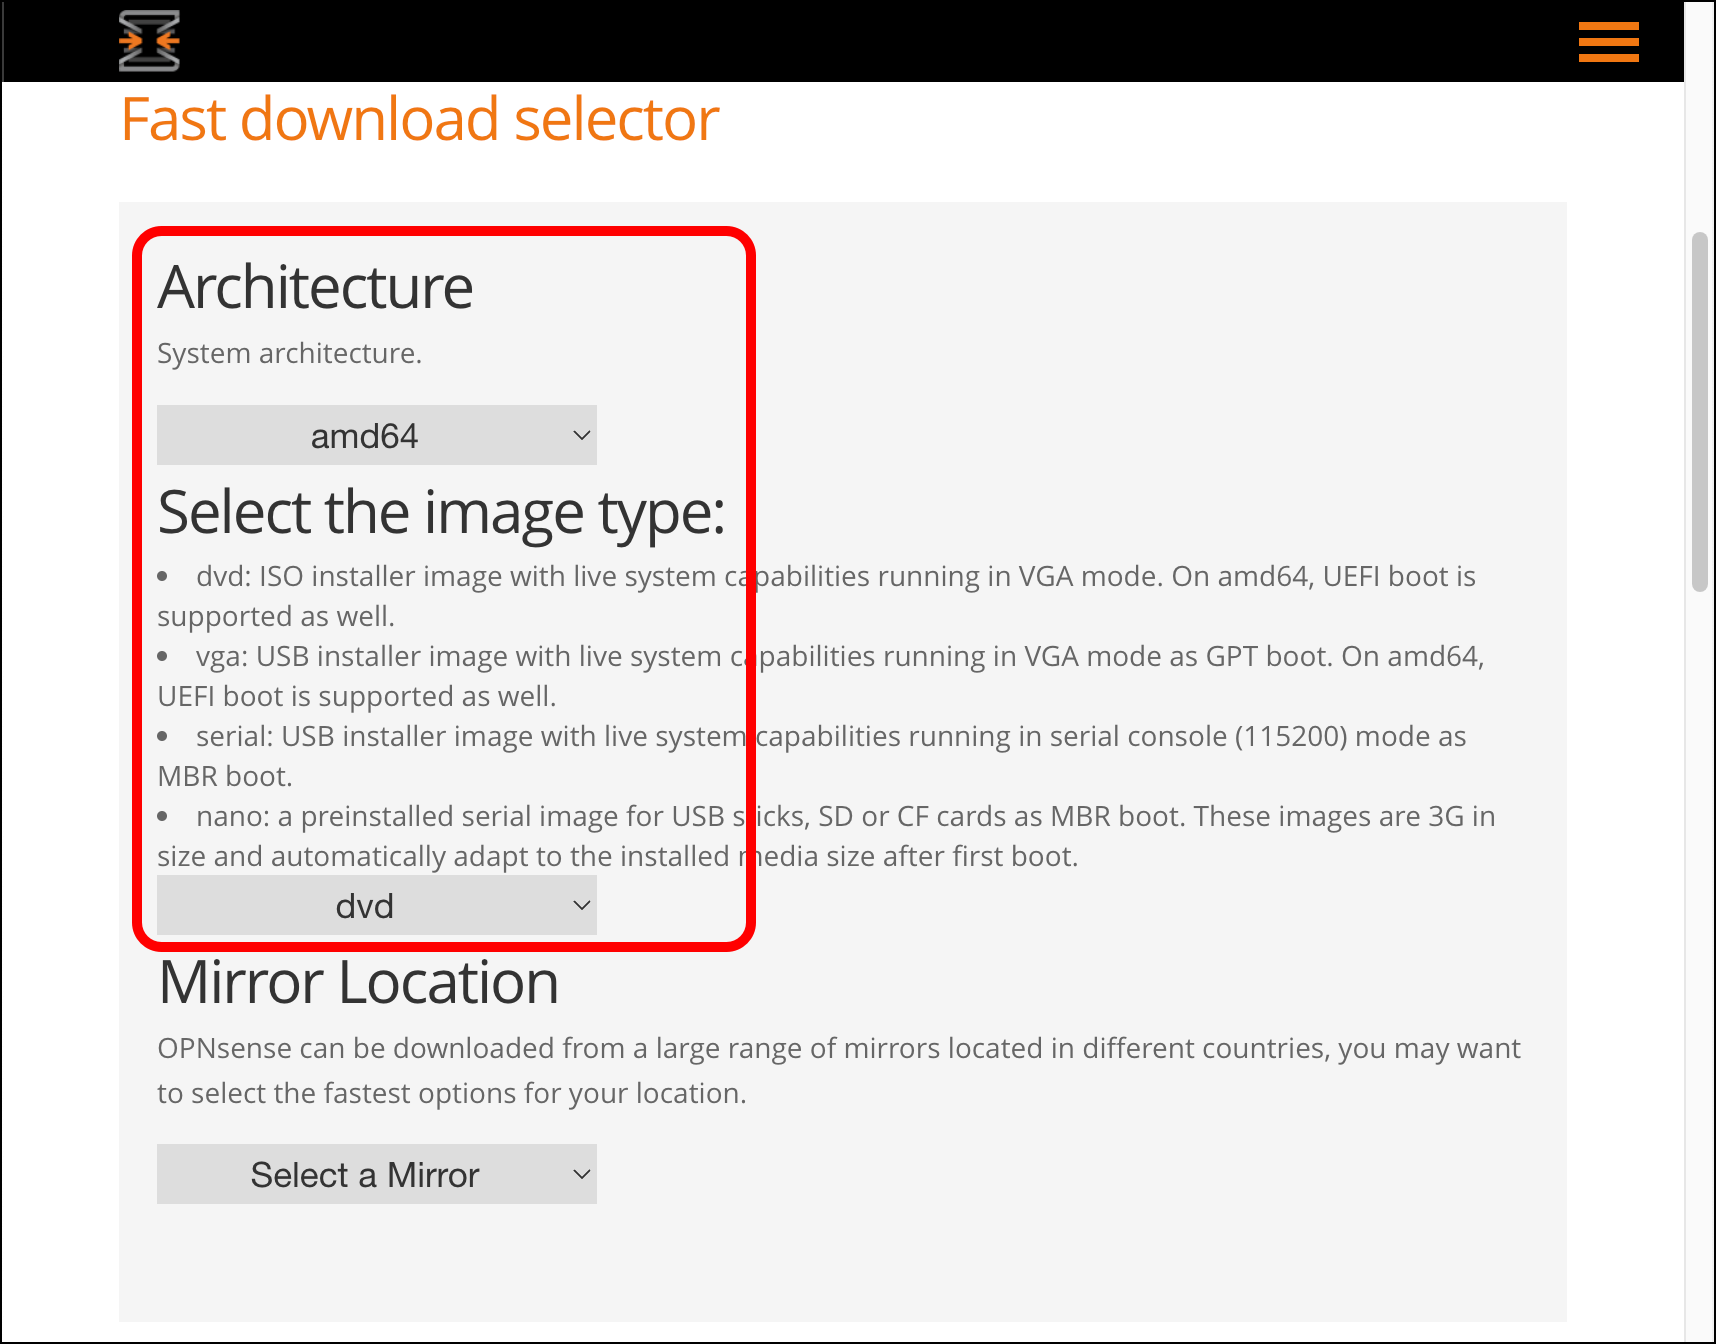 Fast download selector
Architecture
System architecture.
amd64
Select the image type:
• dvd: ISO installer image with live system capabilities running in VGA mode. On amd64, UEFI boot is
supported as well.
• vga: USB installer image with live system capabilities running in VGA mode as GPT boot. On amd64,
UEFI boot is supported as well.
• serial: USB installer image with live system capabilities running in serial console (115200) mode as
MBR boot.
• nano: a preinstalled serial image for USB sticks, SD or CF cards as MBR boot. These images are 3G in
size and automatically adapt to the installed media size after first boot.
dvd
Mirror Location
OPNsense can be downloaded from a large range of mirrors located in different countries, you may want
to select the fastest options for your location.
Select a Mirror